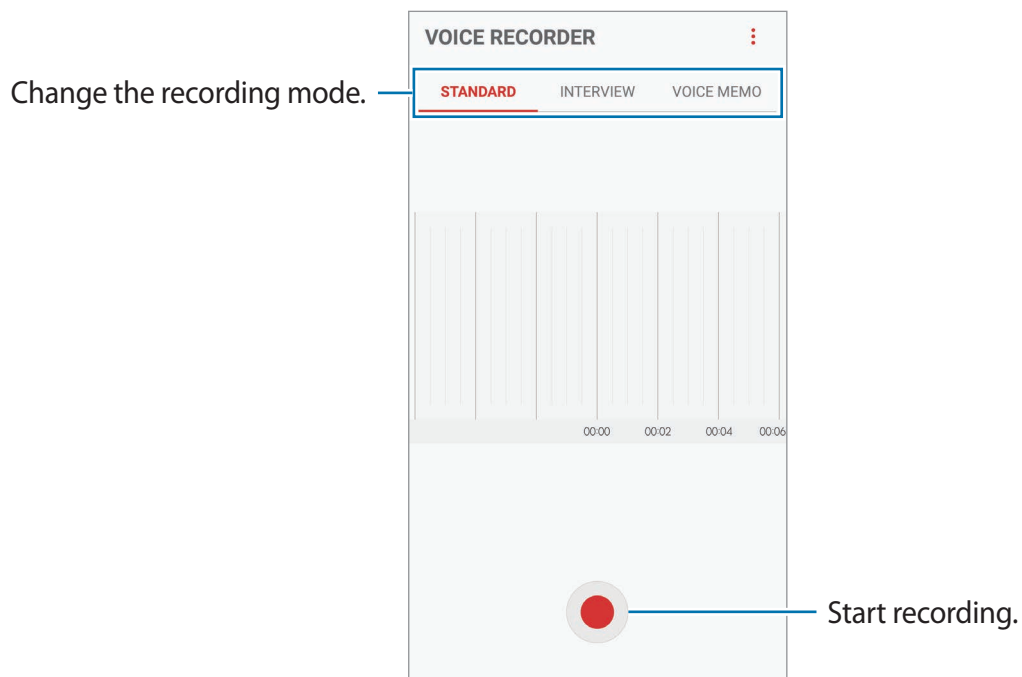 VOICE RECORDER
Change the recording mode.
STANDARD INTERVIEW VOICE MEMO
00:00 00:02 00:04 00:06
Start recording.